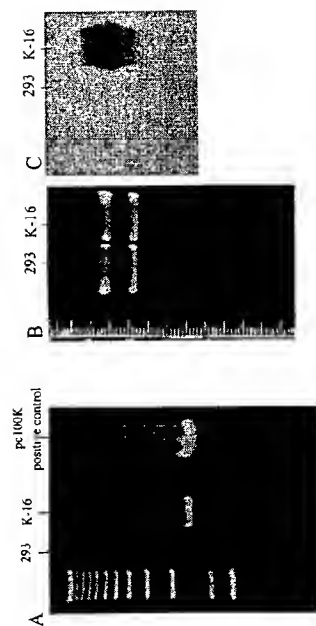 A
293 K-16 pc100K
positive control
B
293 K-16
C
293 K-16